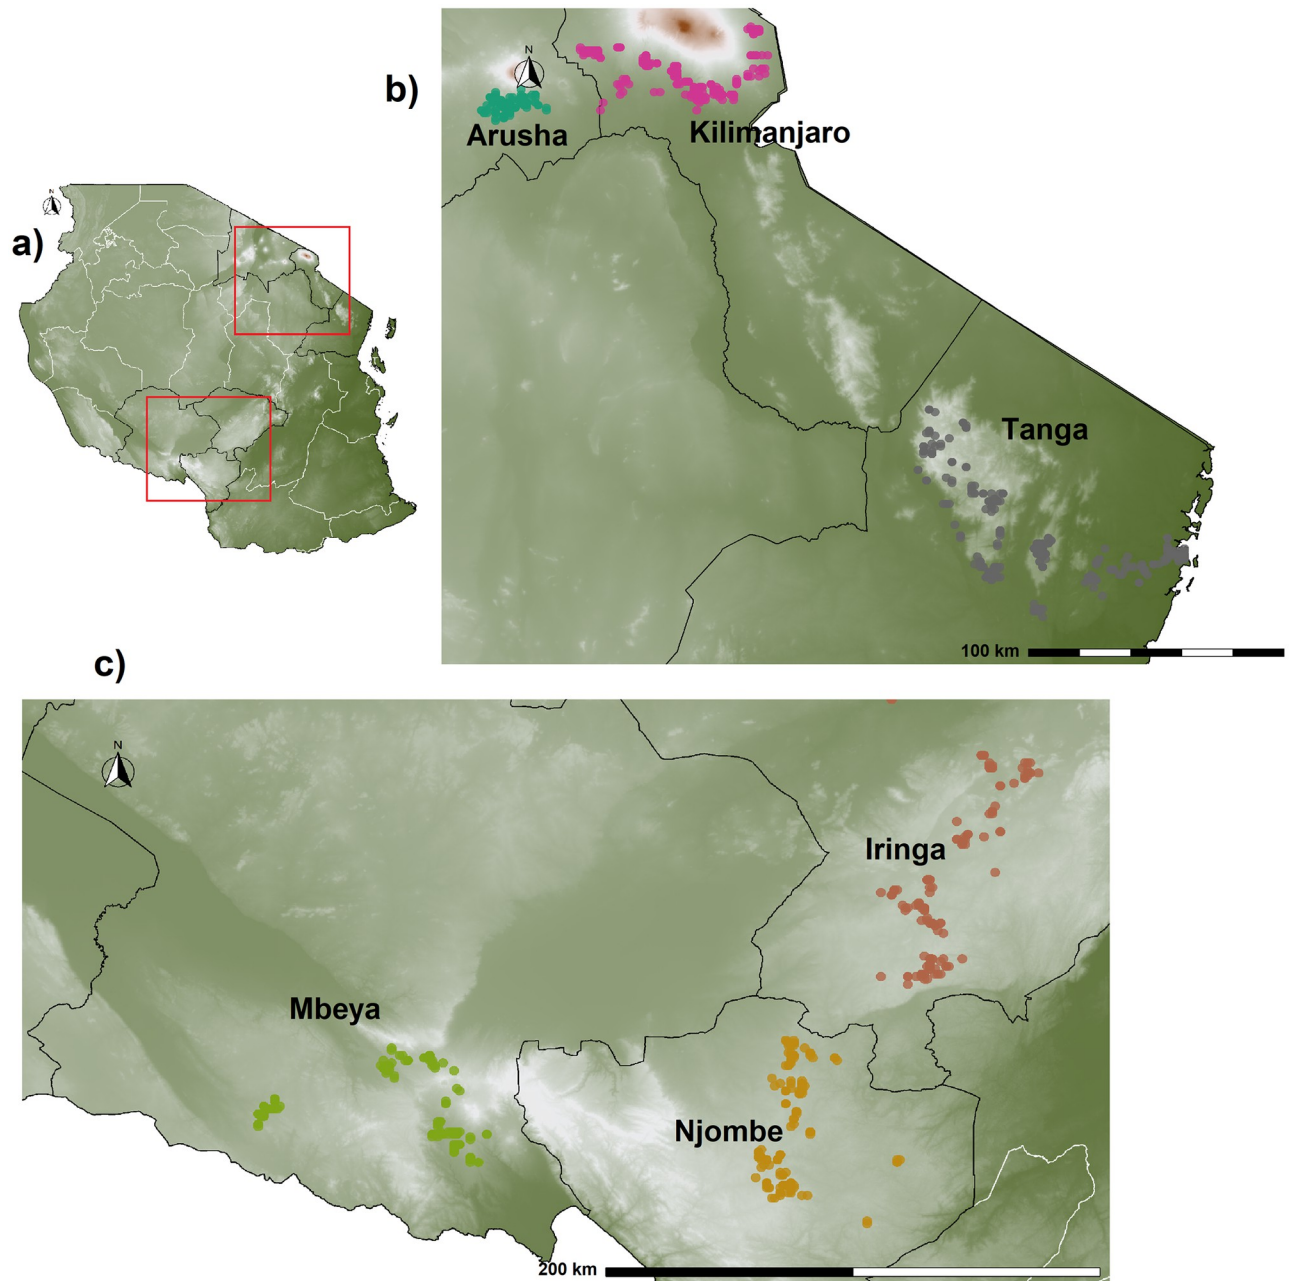 a)
N
b)
N
Arusha
Kilimanjaro
Tanga
100 km
c)
N
Iringa
Mbeya
Njombe
200 km